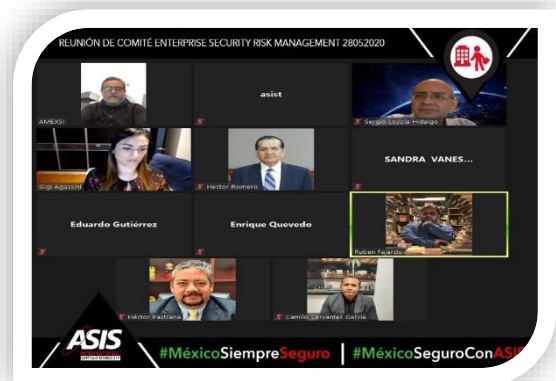 REUNIÓN DE COMITÉ ENTERPRISE SECURITY RISK MANAGEMENT 28052020
AMEXSI
asist
Sergio Loyola Hidalgo
Gigi Agassini
Hector Romero
SANDRA VANES...
Eduardo Gutiérrez
Enrique Quevedo
Ruben Fajardo
Héctor Pastrana
Camilo Cervantes García
ASIS
INTERNATIONAL
#MéxicoSiempreSeguro
#MéxicoSeguroConASIS